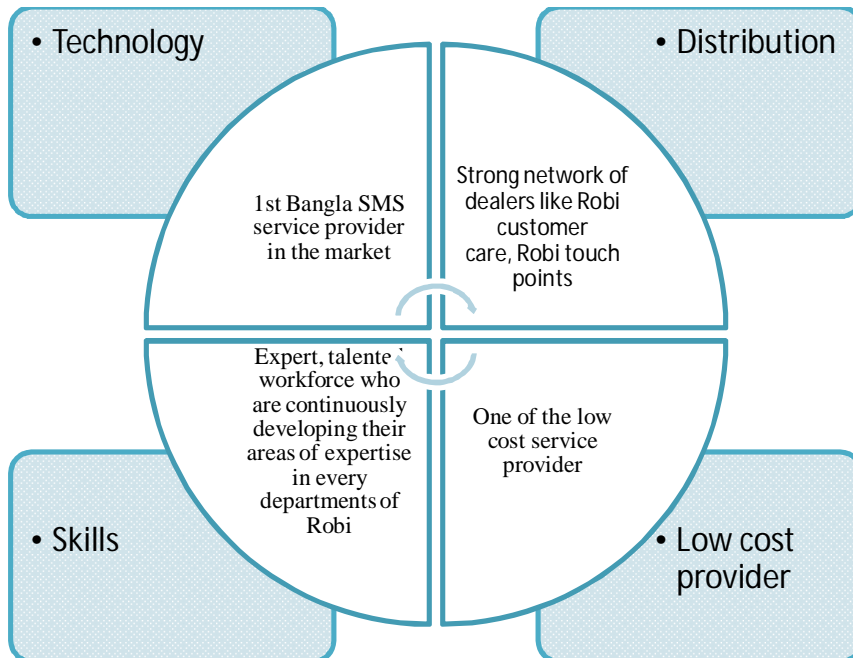 • Technology
• Distribution
1st Bangla SMS
service provider
in the market
Strong network of
dealers like Robi
customer
care, Robi touch
points
Expert, talented
workforce who
are continuously
developing their
areas of expertise
in every
departments of
Robi
One of the low
cost service
provider
• Skills
• Low cost
provider